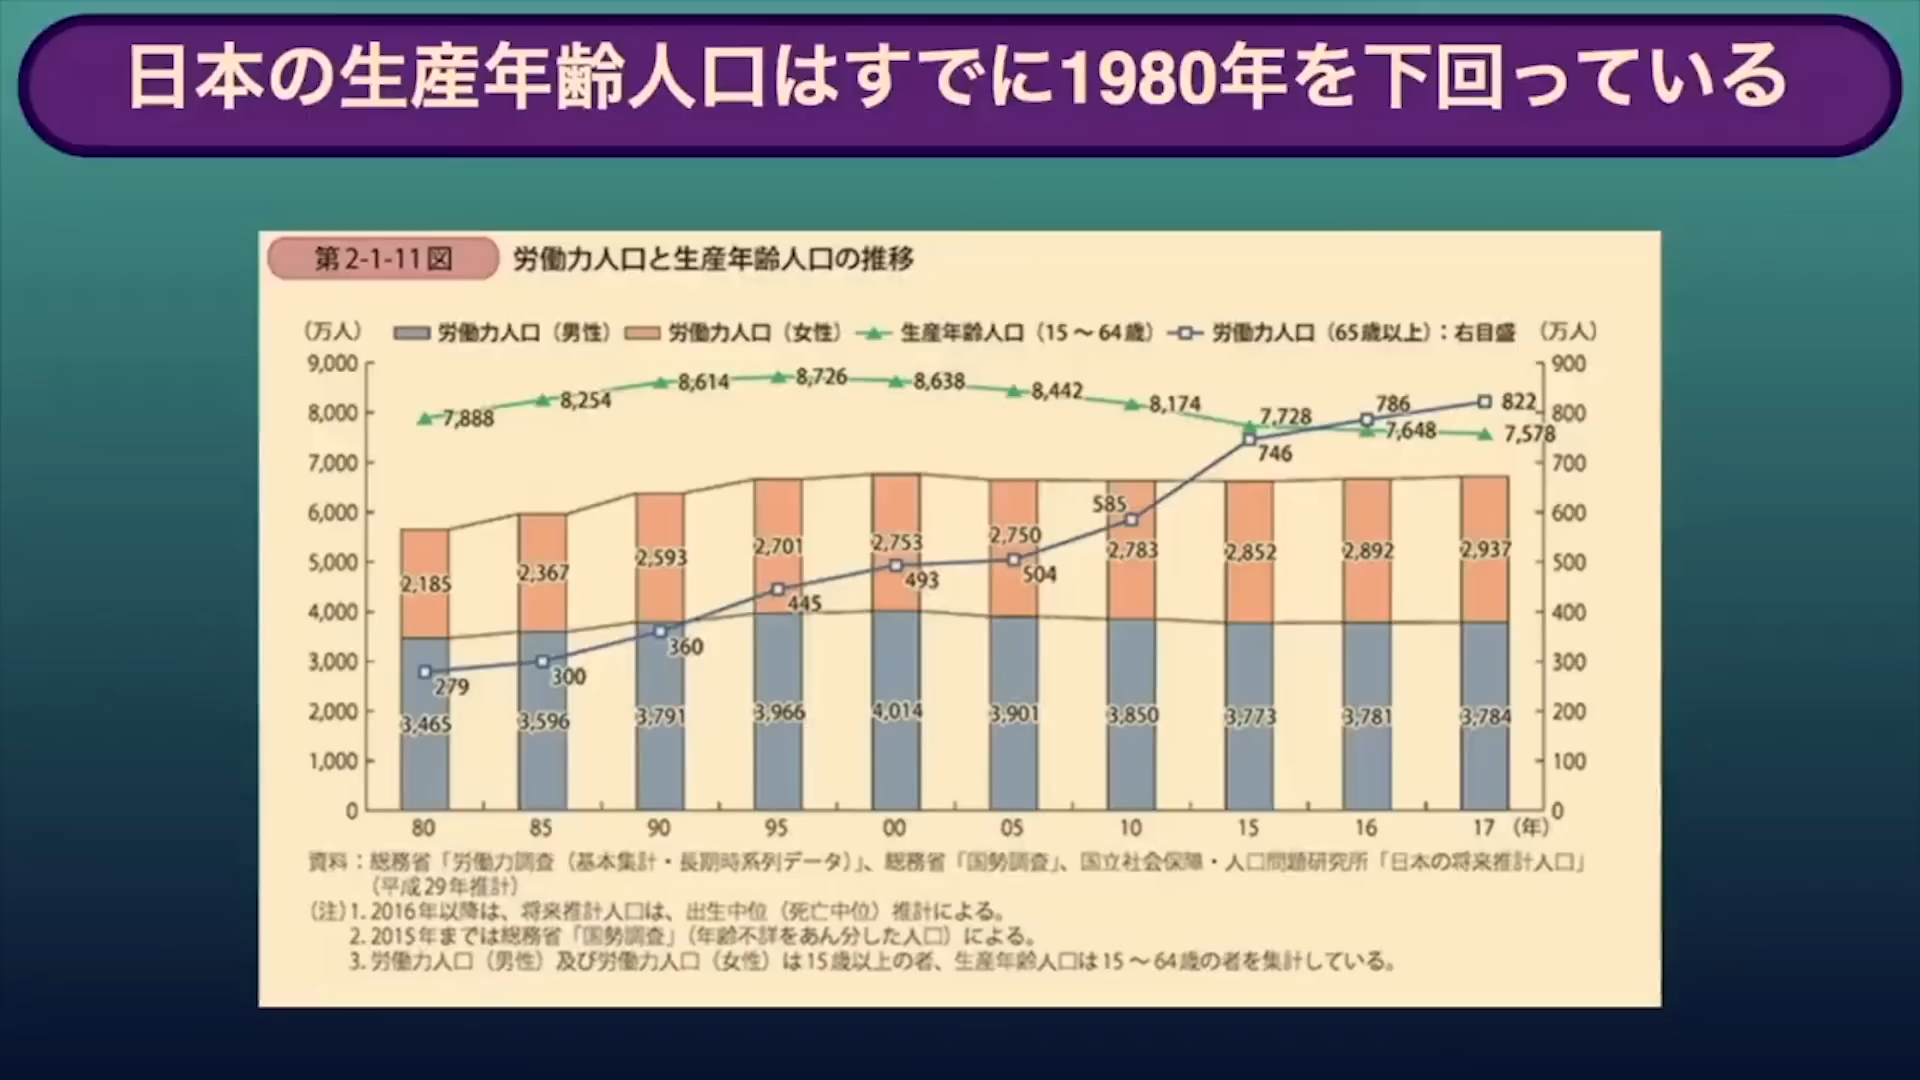 日本の生産年齢人口はすでに1980年を下回っている
第2-1-11図 労働力人口と生産年齢人口の推移
（万人） 労働力人口（男性） 労働力人口（女性） 生産年齢人口（15～64歳） 労働力人口（65歳以上）：右目盛 （万人）
9,000 900
8,000 800
7,000 700
6,000 600
5,000 500
4,000 400
3,000 300
2,000 200
1,000 100
0 0
7,888 8,254 8,614 8,726 8,638 8,442 8,174 7,728 7,648 7,578
279 300 360 445 493 504 585 746 786 822
2,185 2,367 2,593 2,701 2,753 2,750 2,783 2,852 2,892 2,937
3,465 3,596 3,791 3,966 4,014 3,901 3,850 3,773 3,781 3,784
80 85 90 95 00 05 10 15 16 17 （年）
資料：総務省「労働力調査（基本集計・長期時系列データ）」、総務省「国勢調査」、国立社会保障・人口問題研究所「日本の将来推計人口」
（平成29年推計）
（注）1. 2016年以降は、将来推計人口は、出生中位（死亡中位）推計による。
2. 2015年までは総務省「国勢調査」（年齢不詳をあん分した人口）による。
3. 労働力人口（男性）及び労働力人口（女性）は15歳以上の者、生産年齢人口は15～64歳の者を集計している。